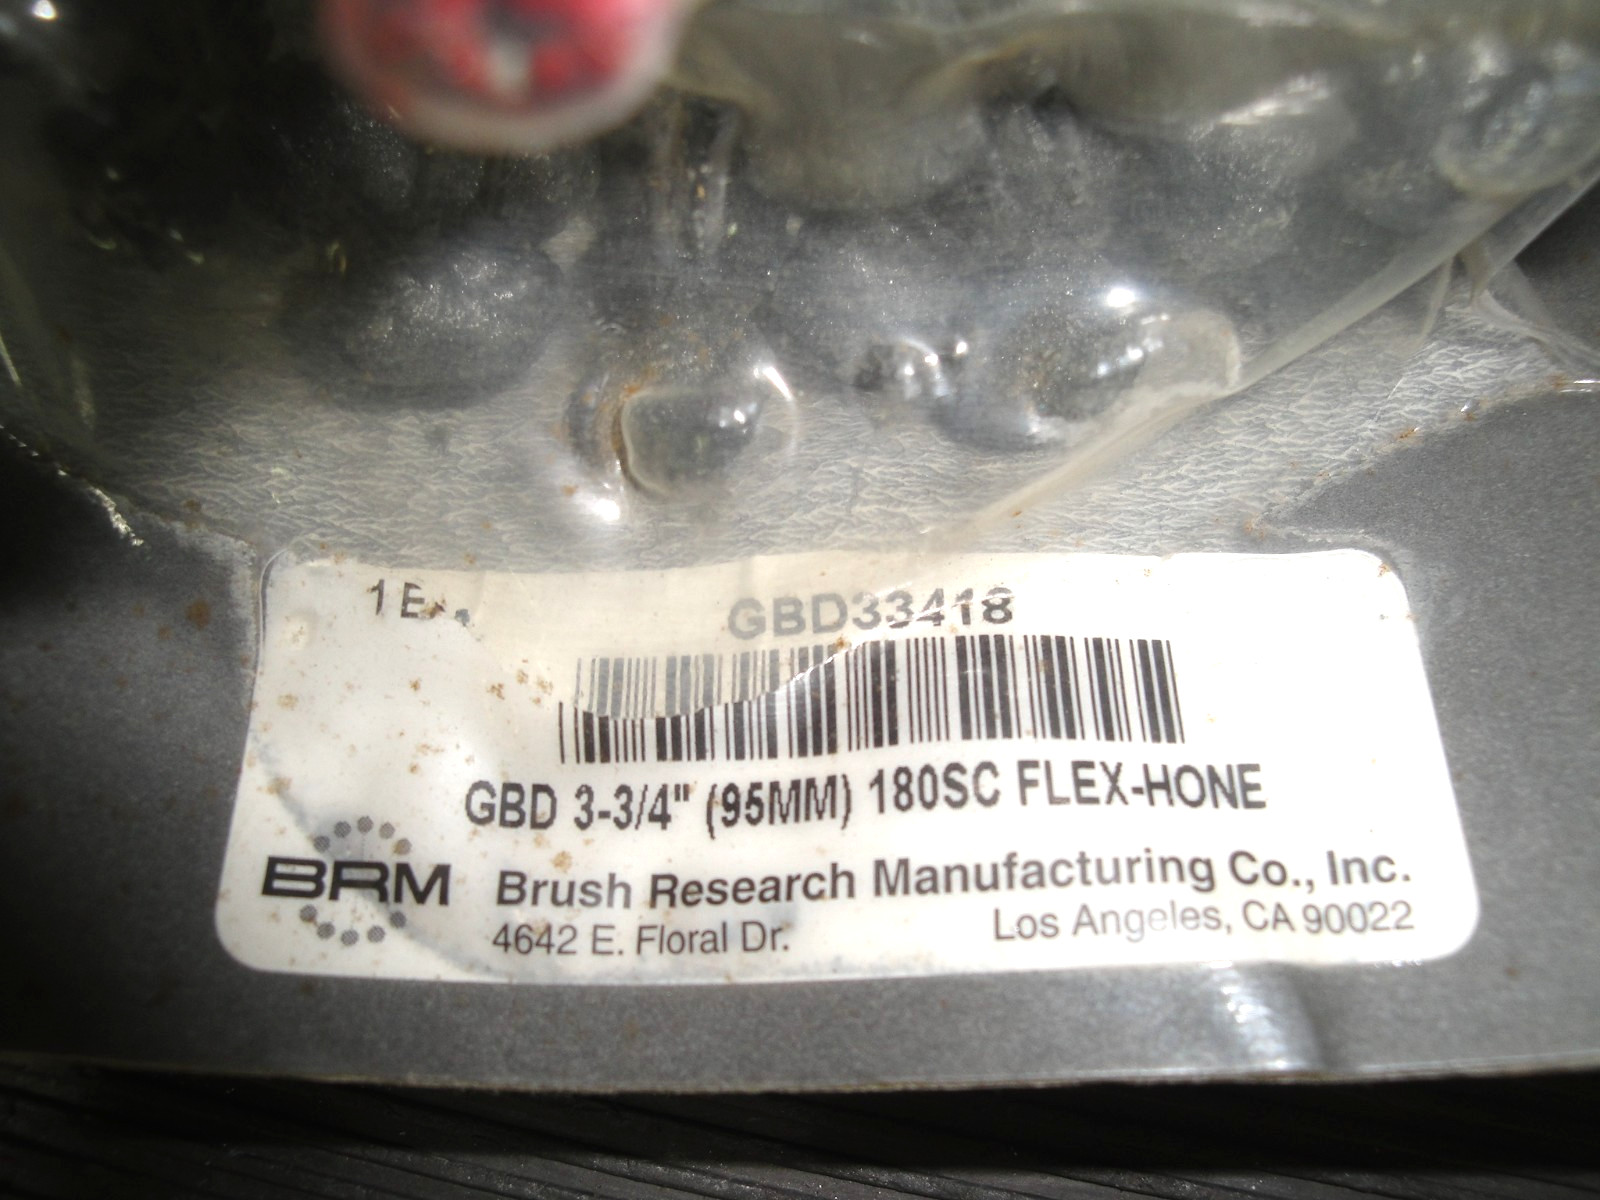 1 E
GBD33418
GBD 3-3/4" (95MM) 180SC FLEX-HONE
BRM
Brush Research Manufacturing Co., Inc.
4642 E. Floral Dr. Los Angeles, CA 90022